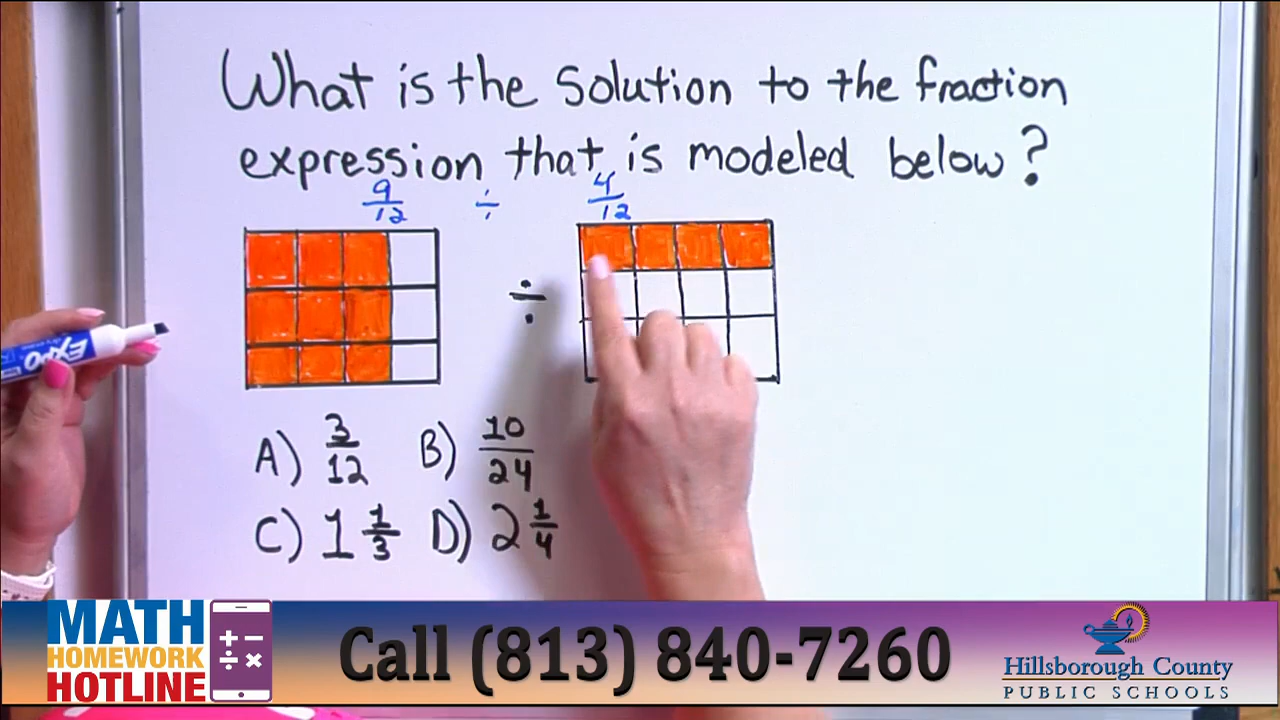 What is the solution to the fraction
expression that is modeled below?
9/12 ÷ 4/12
÷
A) 3/12 B) 10/24
C) 1 1/3 D) 2 1/4
EXPO
MATH
HOMEWORK
HOTLINE
+ −
÷ ×
Call (813) 840-7260
Hillsborough County
PUBLIC SCHOOLS